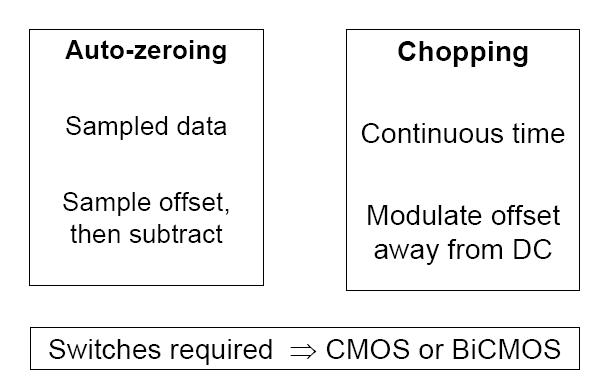 Auto-zeroing
Sampled data
Sample offset,
then subtract
Chopping
Continuous time
Modulate offset
away from DC
Switches required ⇒ CMOS or BiCMOS